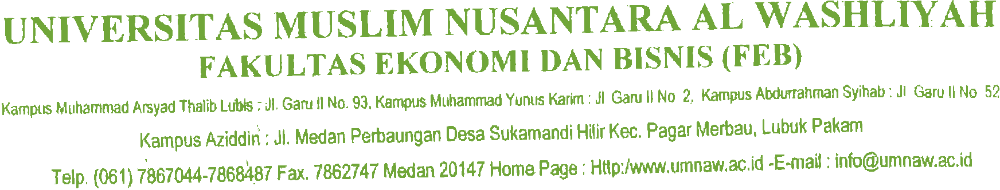 UNIVERSITAS MUSLIM NUSANTARA AL WASHLIYAH
FAKULTAS EKONOMI DAN BISNIS (FEB)
Kampus Muhammad Arsyad Thalib Lubis : Jl. Garu II No. 93, Kampus Muhammad Yunus Karim : Jl Garu II No 2, Kampus Abdurrahman Syihab : Jl Garu II No 52,
Kampus Aziddin : Jl. Medan Perbaungan Desa Sukamandi Hilir Kec. Pagar Merbau, Lubuk Pakam
Telp. (061) 7867044-7868487 Fax. 7862747 Medan 20147 Home Page : Http:/www.umnaw.ac.id -E-mail : info@umnaw.ac.id